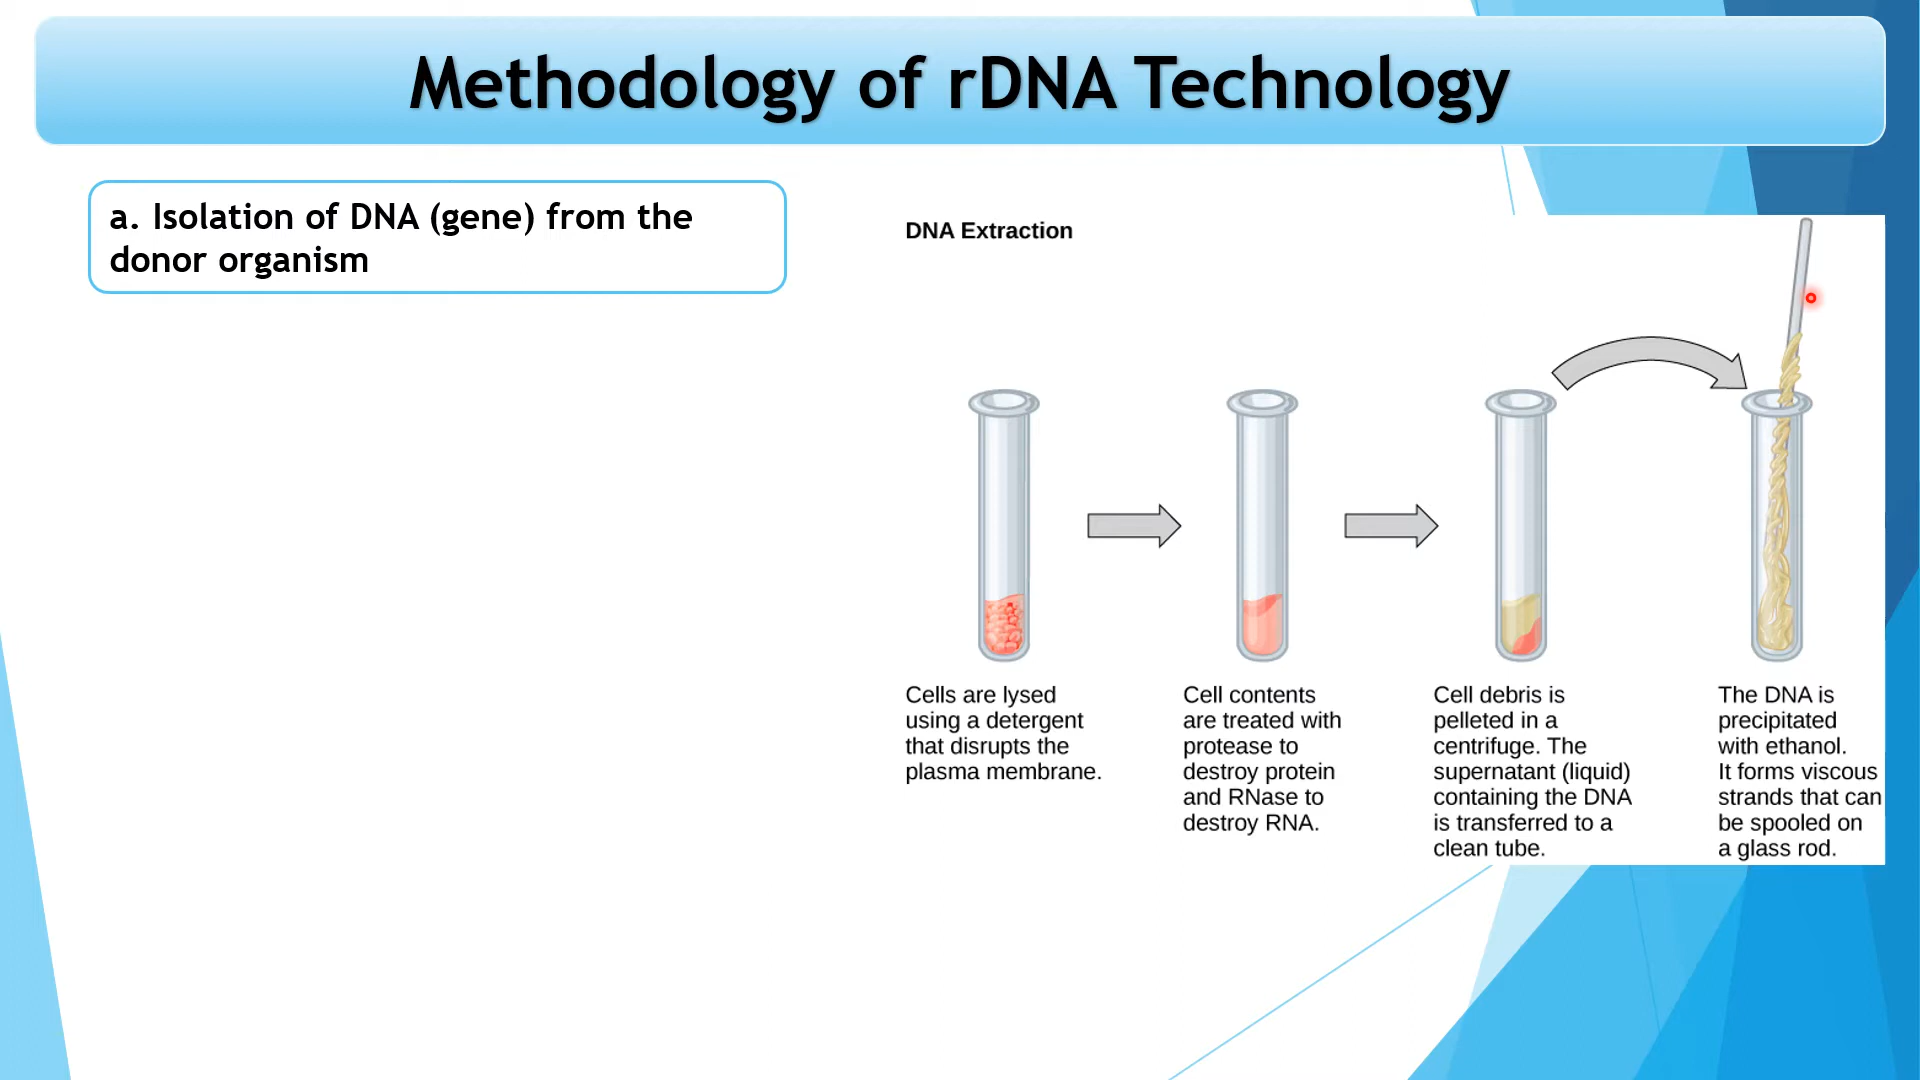 Methodology of rDNA Technology
a. Isolation of DNA (gene) from the
donor organism
DNA Extraction
Cells are lysed
using a detergent
that disrupts the
plasma membrane.
Cell contents
are treated with
protease to
destroy protein
and RNase to
destroy RNA.
Cell debris is
pelleted in a
centrifuge. The
supernatant (liquid)
containing the DNA
is transferred to a
clean tube.
The DNA is
precipitated
with ethanol.
It forms viscous
strands that can
be spooled on
a glass rod.